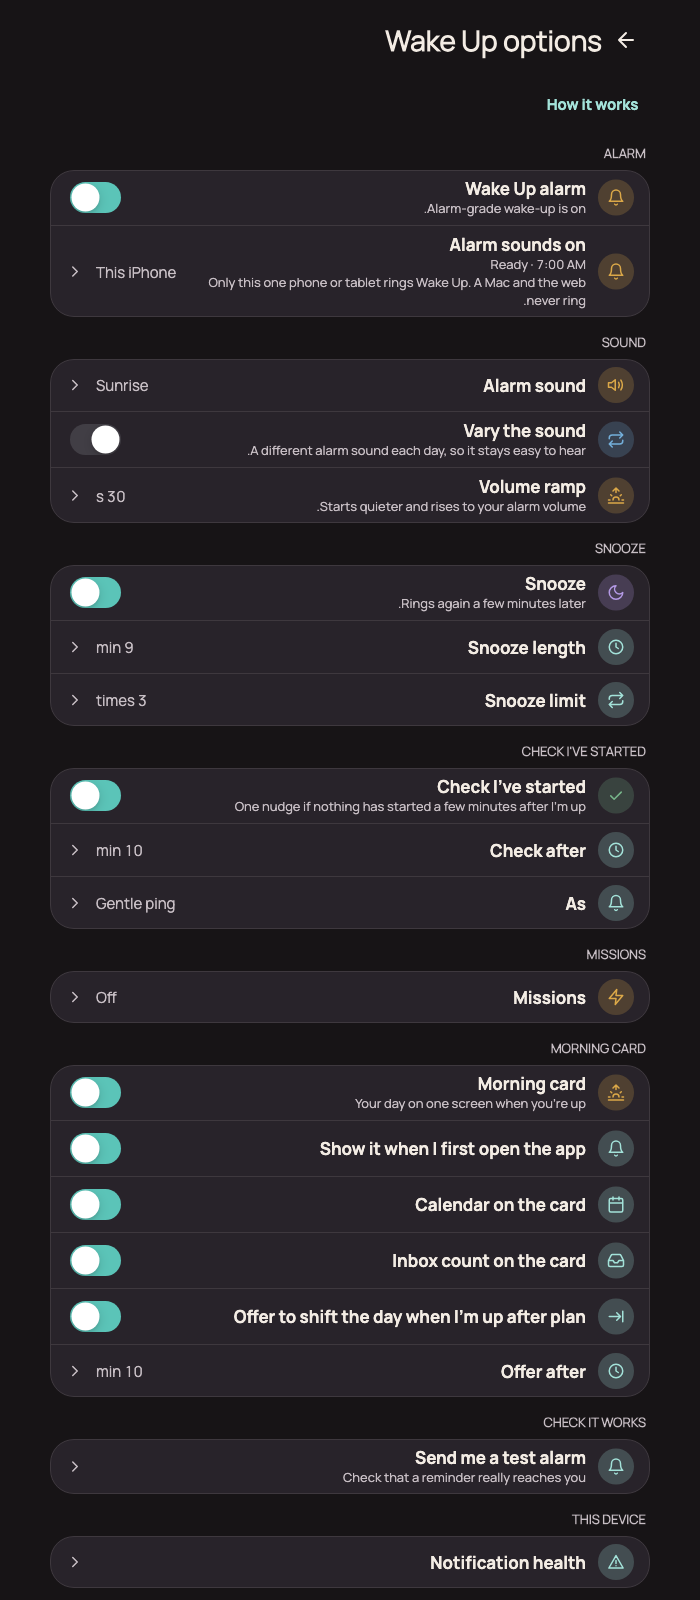 Wake Up options
How it works
ALARM
Wake Up alarm
.Alarm-grade wake-up is on
Alarm sounds on
Ready · 7:00 AM
This iPhone
Only this one phone or tablet rings Wake Up. A Mac and the web
.never ring
SOUND
Alarm sound
Sunrise
Vary the sound
.A different alarm sound each day, so it stays easy to hear
Volume ramp
s 30
.Starts quieter and rises to your alarm volume
SNOOZE
Snooze
.Rings again a few minutes later
Snooze length
min 9
Snooze limit
times 3
CHECK I'VE STARTED
Check I've started
One nudge if nothing has started a few minutes after I'm up
Check after
min 10
As
Gentle ping
MISSIONS
Missions
Off
MORNING CARD
Morning card
Your day on one screen when you're up
Show it when I first open the app
Calendar on the card
Inbox count on the card
Offer to shift the day when I'm up after plan
Offer after
min 10
CHECK IT WORKS
Send me a test alarm
Check that a reminder really reaches you
THIS DEVICE
Notification health